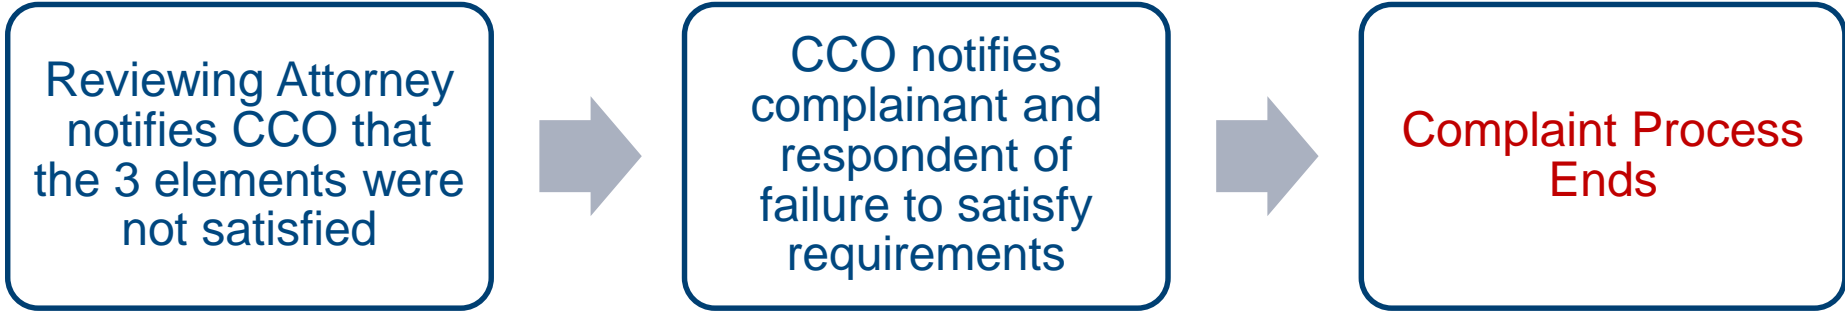 Reviewing Attorney
notifies CCO that
the 3 elements were
not satisfied
CCO notifies
complainant and
respondent of
failure to satisfy
requirements
Complaint Process
Ends